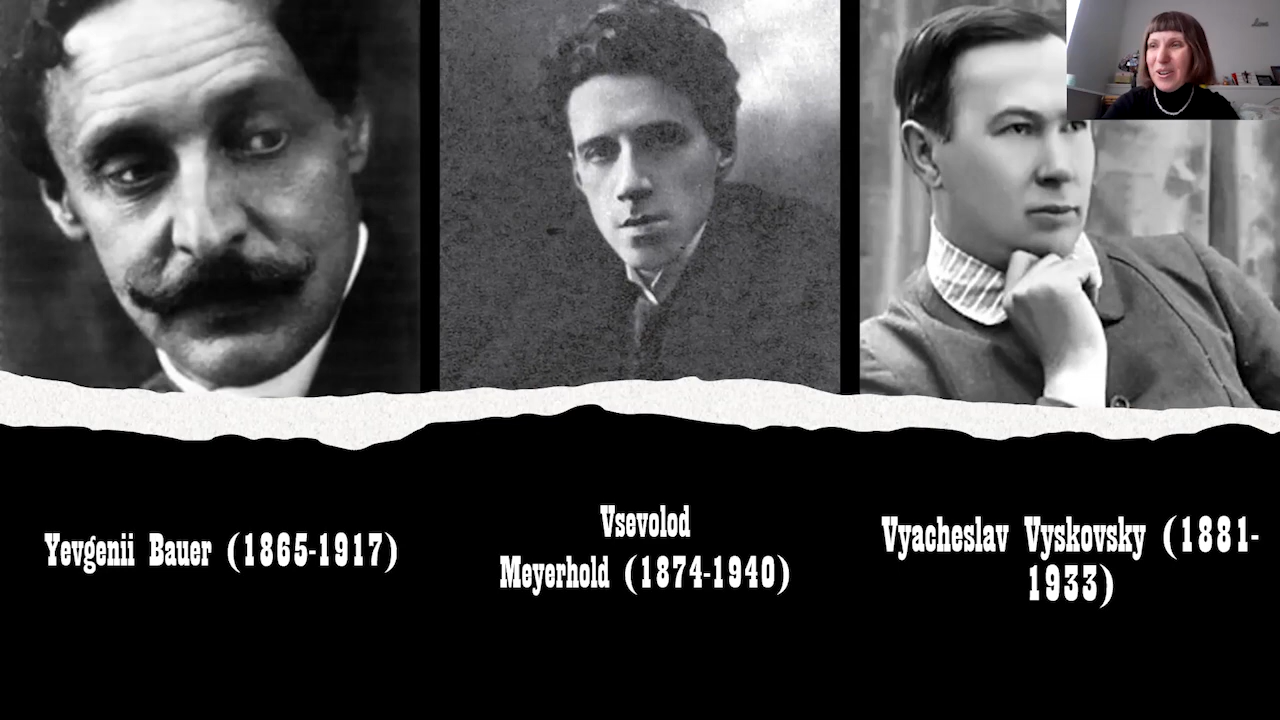 Yevgenii Bauer (1865-1917)
Vsevolod
Meyerhold (1874-1940)
Vyacheslav Vyskovsky (1881-
1933)